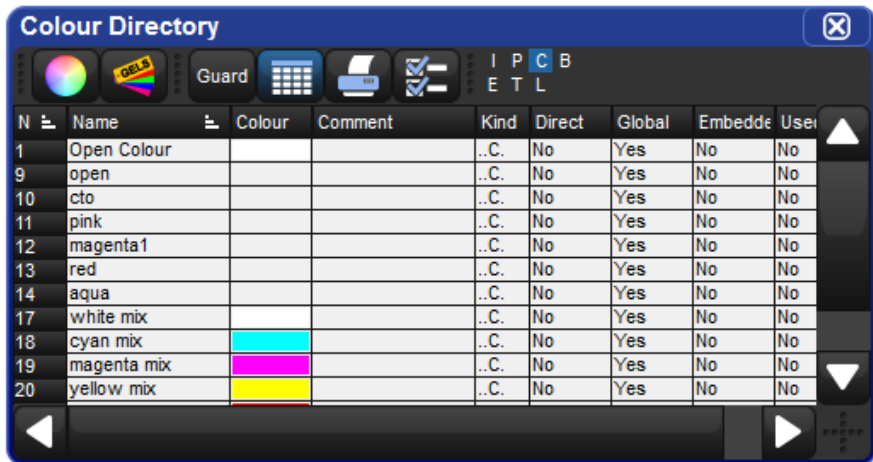 Colour Directory
GELS Guard I P C B
E T L
N Name Colour Comment Kind Direct Global Embedde Used
1 Open Colour ..C. No Yes No No
9 open ..C. No Yes No No
10 cto ..C. No Yes No No
11 pink ..C. No Yes No No
12 magenta1 ..C. No Yes No No
13 red ..C. No Yes No No
14 aqua ..C. No Yes No No
17 white mix ..C. No Yes No No
18 cyan mix ..C. No Yes No No
19 magenta mix ..C. No Yes No No
20 yellow mix ..C. No Yes No No